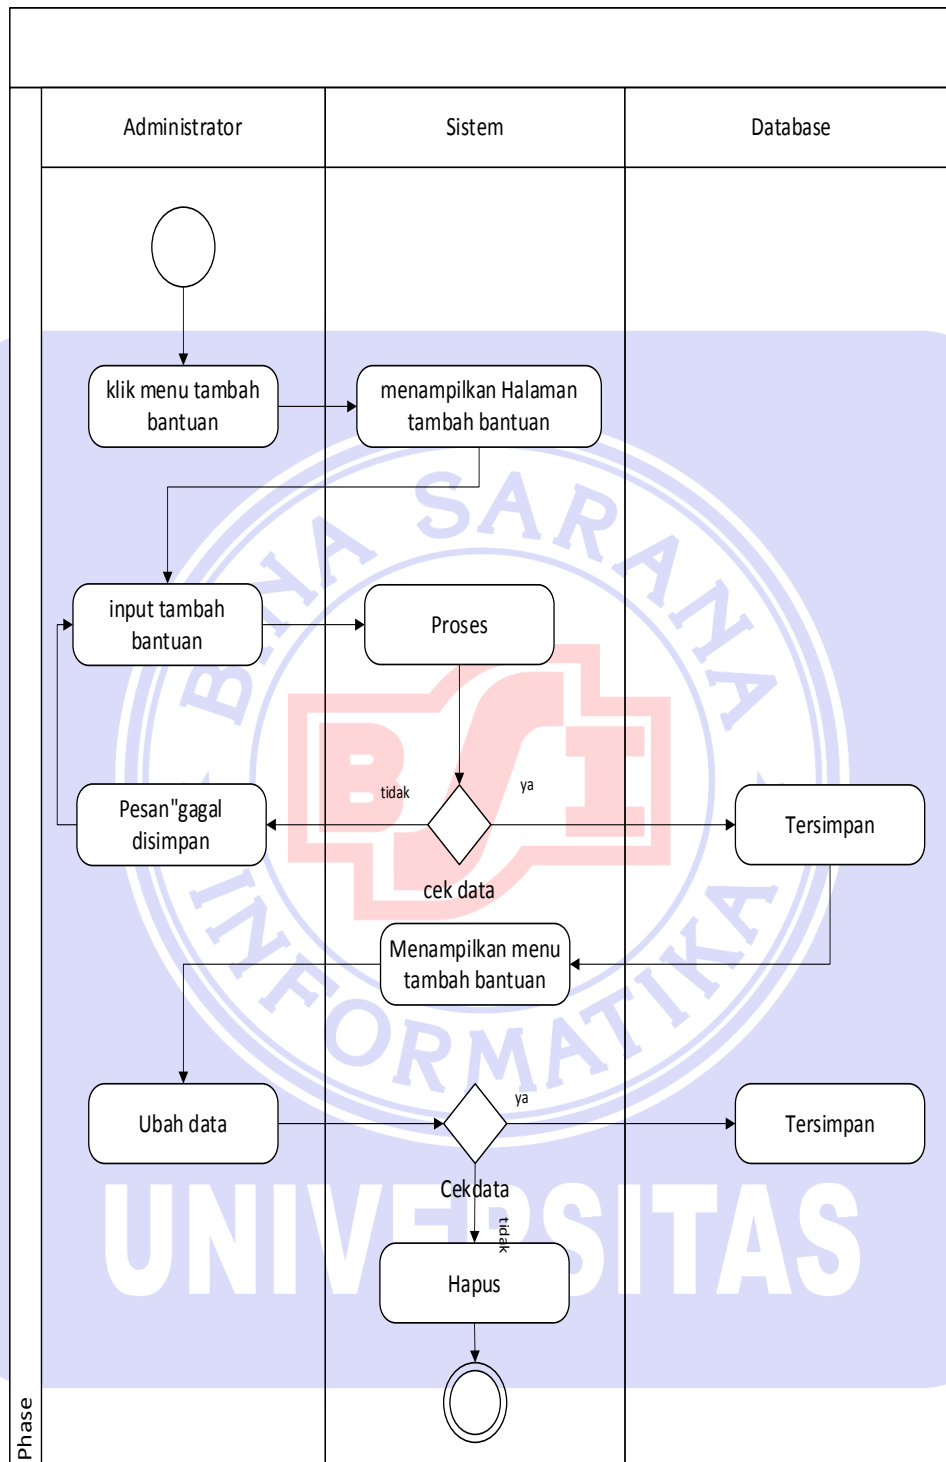 Administrator
Sistem
Database
klik menu tambah
bantuan
menampilkan Halaman
tambah bantuan
BINA SARANA
input tambah
bantuan
Proses
BSI
tidak
ya
Pesan"gagal
disimpan
Tersimpan
cek data
Menampilkan menu
tambah bantuan
INFORMATIKA
ya
Ubah data
Tersimpan
Cekdata
UNIVERSITAS
tidak
Hapus
Phase